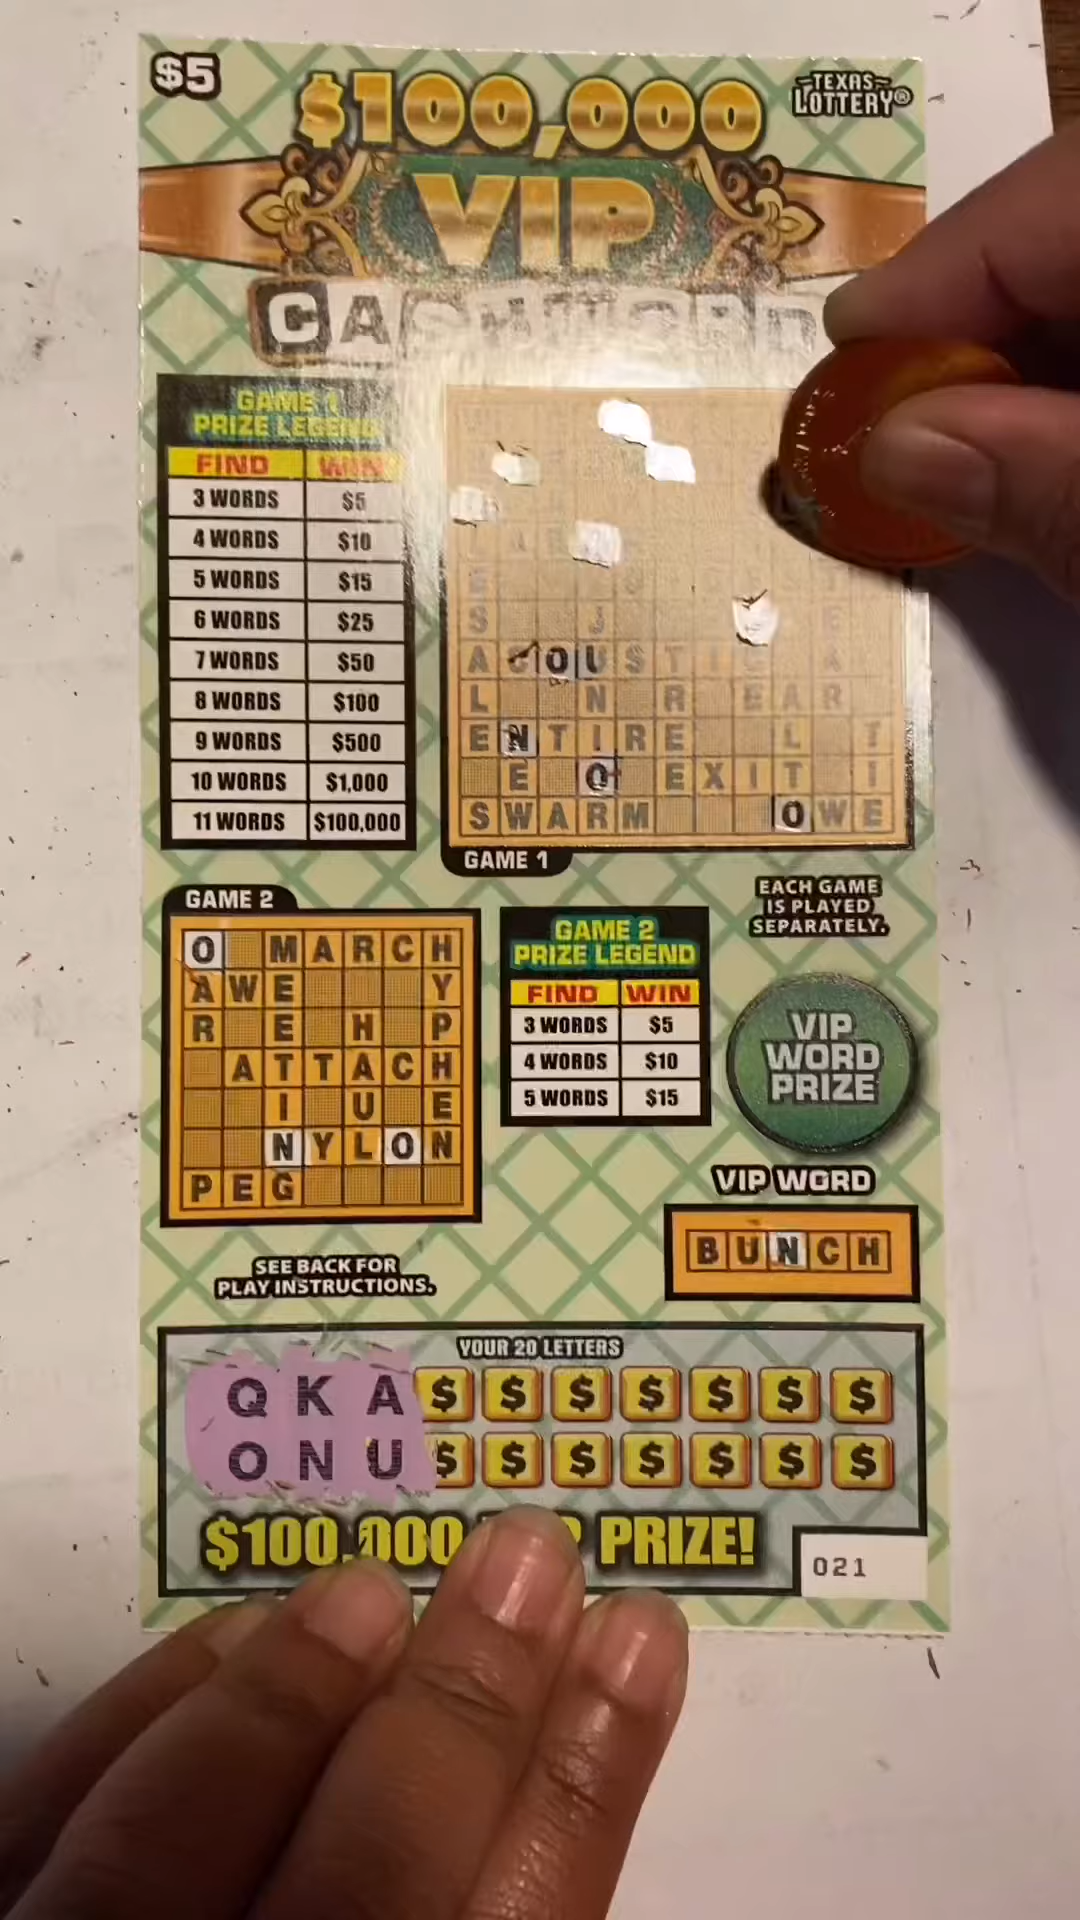 $5
$100,000
TEXAS
LOTTERY®
VIP
CASHWORD
GAME 1
PRIZE LEGEND
FIND WIN
3 WORDS $5
4 WORDS $10
5 WORDS $15
6 WORDS $25
7 WORDS $50
8 WORDS $100
9 WORDS $500
10 WORDS $1,000
11 WORDS $100,000
E
S J E
A C O U S T I C A
L N R E A R
E N T I R E L T
E O E X I T I
S W A R M O W E
GAME 1
GAME 2
O M A R C H
A W E Y
R E H P
A T T A C H
I U E
N Y L O N
P E G
GAME 2
PRIZE LEGEND
FIND WIN
3 WORDS $5
4 WORDS $10
5 WORDS $15
EACH GAME
IS PLAYED
SEPARATELY.
VIP
WORD
PRIZE
VIP WORD
B U N C H
SEE BACK FOR
PLAY INSTRUCTIONS.
YOUR 20 LETTERS
Q K A $ $ $ $ $ $ $
O N U $ $ $ $ $ $ $
$100,000 PRIZE!
021